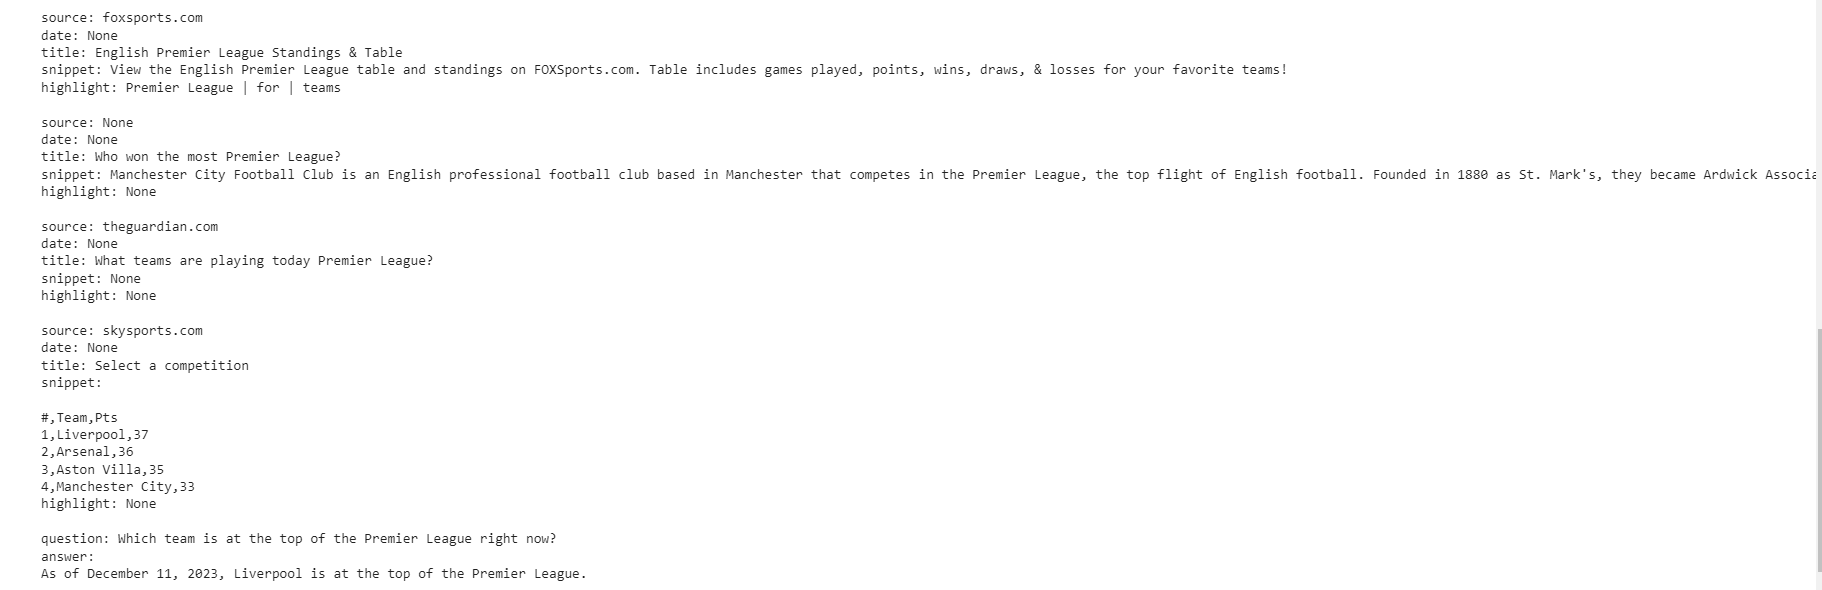 source: foxsports.com
date: None
title: English Premier League Standings & Table
snippet: View the English Premier League table and standings on FOXSports.com. Table includes games played, points, wins, draws, & losses for your favorite teams!
highlight: Premier League | for | teams
source: None
date: None
title: Who won the most Premier League?
snippet: Manchester City Football Club is an English professional football club based in Manchester that competes in the Premier League, the top flight of English football. Founded in 1880 as St. Mark's, they became Ardwick Associa
highlight: None
source: theguardian.com
date: None
title: What teams are playing today Premier League?
snippet: None
highlight: None
source: skysports.com
date: None
title: Select a competition
snippet:
#,Team,Pts
1,Liverpool,37
2,Arsenal,36
3,Aston Villa,35
4,Manchester City,33
highlight: None
question: Which team is at the top of the Premier League right now?
answer:
As of December 11, 2023, Liverpool is at the top of the Premier League.